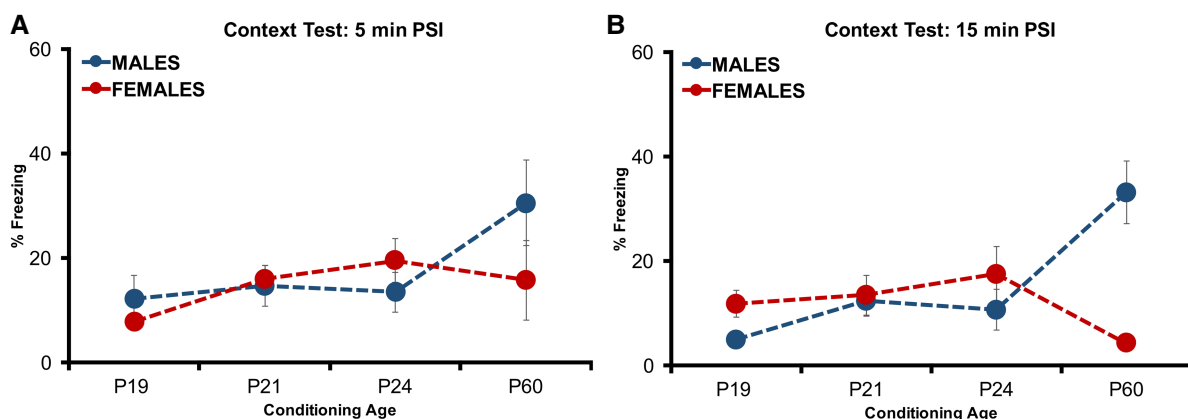 A
Context Test: 5 min PSI
60
MALES
FEMALES
40
% Freezing
20
0
P19 P21 P24 P60
Conditioning Age
B
Context Test: 15 min PSI
60
MALES
FEMALES
40
% Freezing
20
0
P19 P21 P24 P60
Conditioning Age